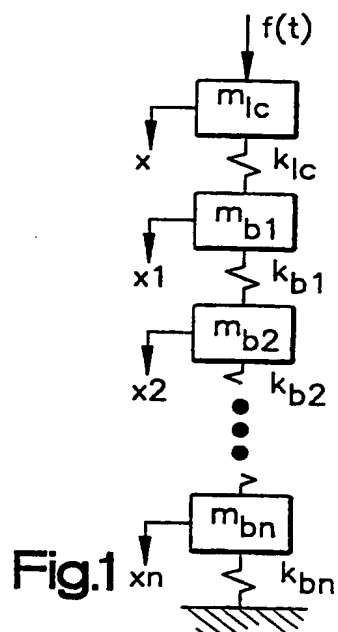 f(t)
m_lc
x
k_lc
m_b1
x1
k_b1
m_b2
x2
k_b2
m_bn
Fig.1
xn
k_bn